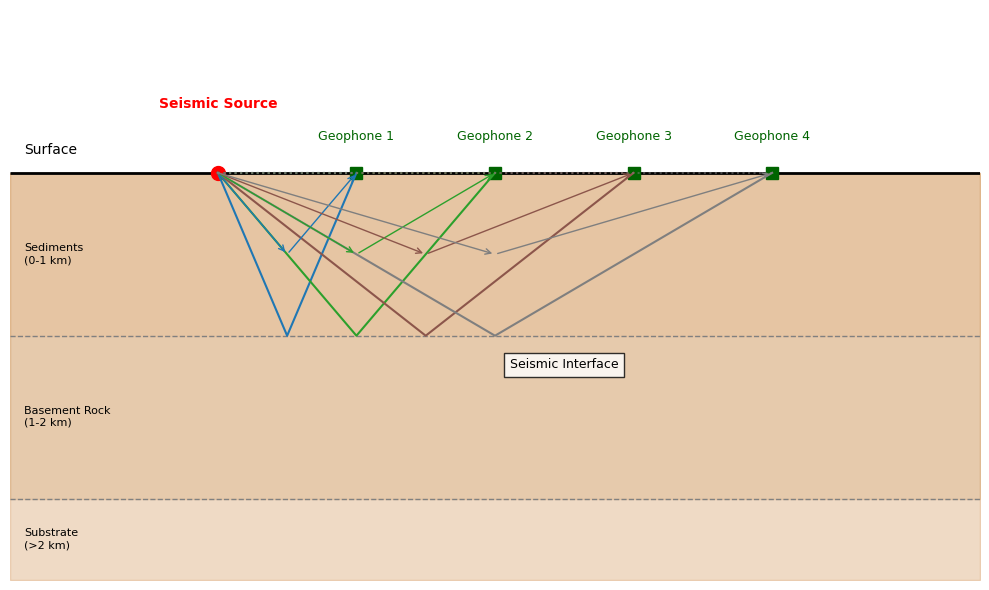 Seismic Source
Geophone 1
Geophone 2
Geophone 3
Geophone 4
Surface
Sediments
(0-1 km)
Seismic Interface
Basement Rock
(1-2 km)
Substrate
(>2 km)